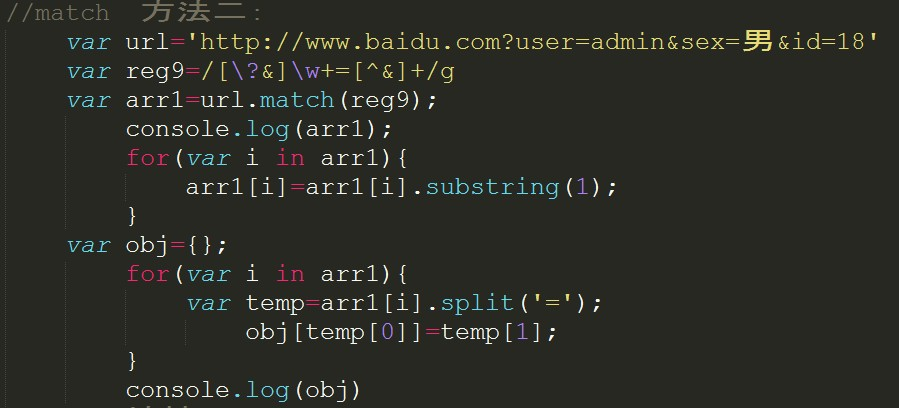 //match 方法二:
var url='http://www.baidu.com?user=admin&sex=男&id=18'
var reg9=/[\?&]\w+=[^&]+/g
var arr1=url.match(reg9);
console.log(arr1);
for(var i in arr1){
arr1[i]=arr1[i].substring(1);
}
var obj={};
for(var i in arr1){
var temp=arr1[i].split('=');
obj[temp[0]]=temp[1];
}
console.log(obj)